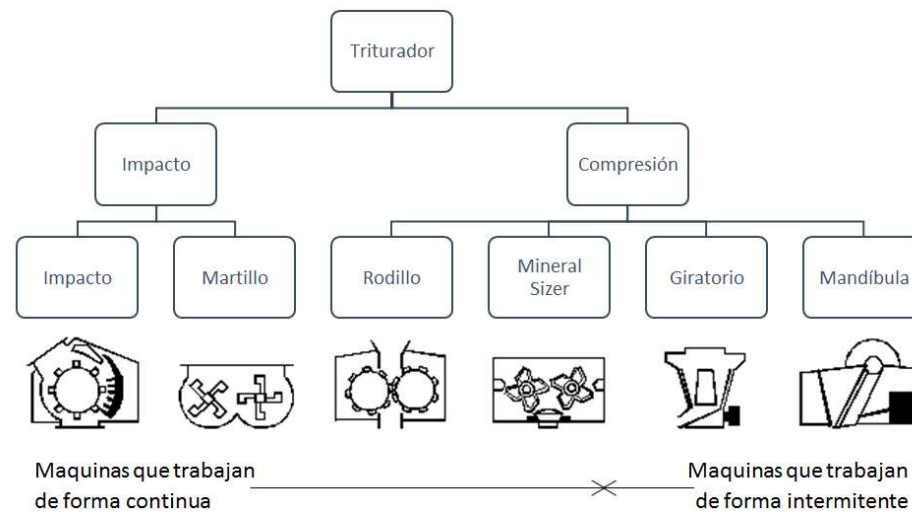 Triturador
Impacto
Compresión
Impacto
Martillo
Rodillo
Mineral
Sizer
Giratorio
Mandíbula
Maquinas que trabajan
de forma continua
Maquinas que trabajan
de forma intermitente